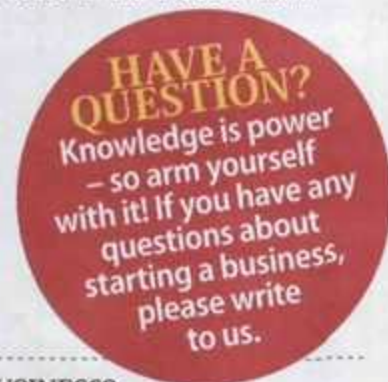 HAVE A
QUESTION?
Knowledge is power
– so arm yourself
with it! If you have any
questions about
starting a business,
please write
to us.